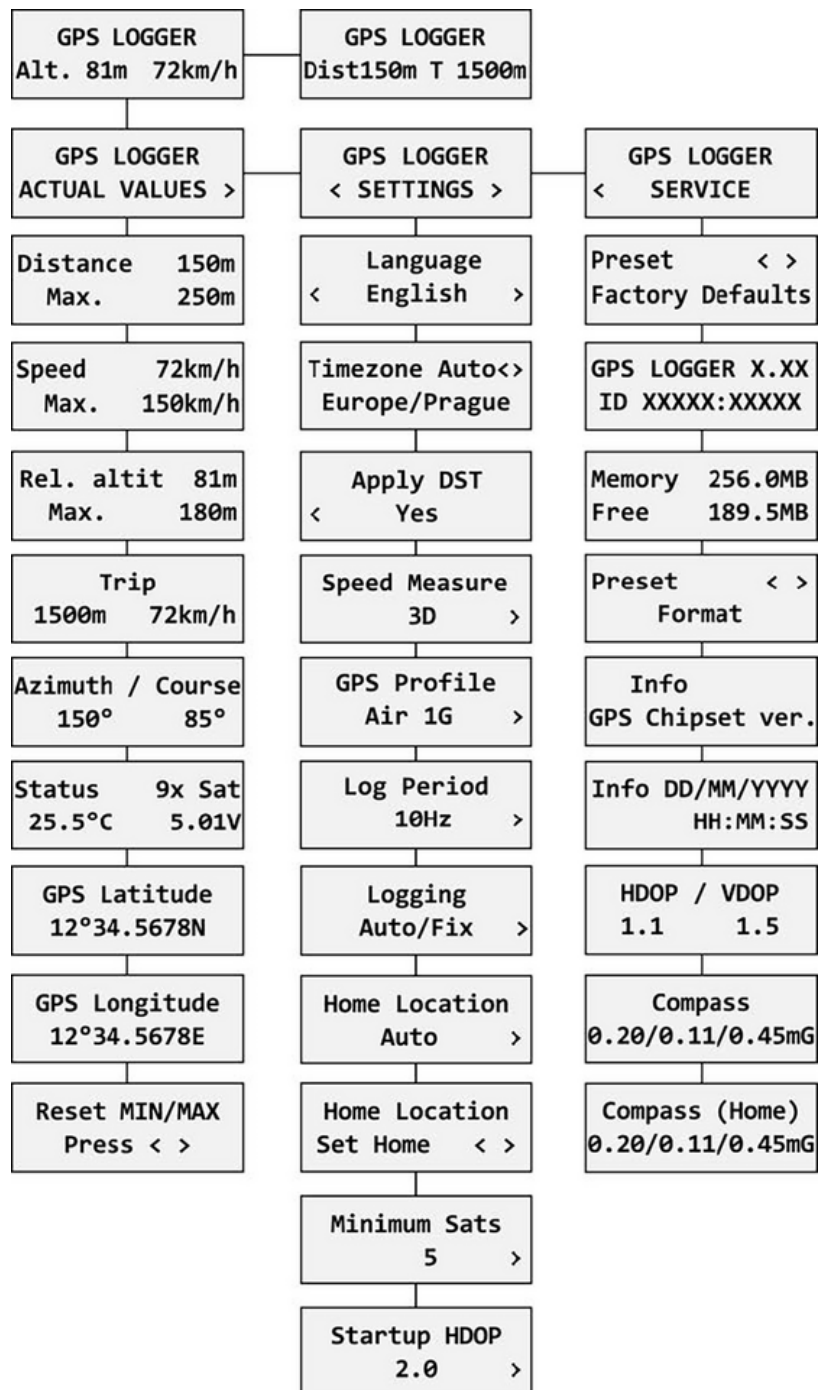 GPS LOGGER
Alt. 81m 72km/h
GPS LOGGER
Dist150m T 1500m
GPS LOGGER
ACTUAL VALUES >
Distance 150m
Max. 250m
Speed 72km/h
Max. 150km/h
Rel. altit 81m
Max. 180m
Trip
1500m 72km/h
Azimuth / Course
150° 85°
Status 9x Sat
25.5°C 5.01V
GPS Latitude
12°34.5678N
GPS Longitude
12°34.5678E
Reset MIN/MAX
Press < >
GPS LOGGER
< SETTINGS >
Language
< English >
Timezone Auto<>
Europe/Prague
Apply DST
< Yes
Speed Measure
3D >
GPS Profile
Air 1G >
Log Period
10Hz >
Logging
Auto/Fix >
Home Location
Auto >
Home Location
Set Home < >
Minimum Sats
5 >
Startup HDOP
2.0 >
GPS LOGGER
< SERVICE
Preset < >
Factory Defaults
GPS LOGGER X.XX
ID XXXXX:XXXXX
Memory 256.0MB
Free 189.5MB
Preset < >
Format
Info
GPS Chipset ver.
Info DD/MM/YYYY
HH:MM:SS
HDOP / VDOP
1.1 1.5
Compass
0.20/0.11/0.45mG
Compass (Home)
0.20/0.11/0.45mG